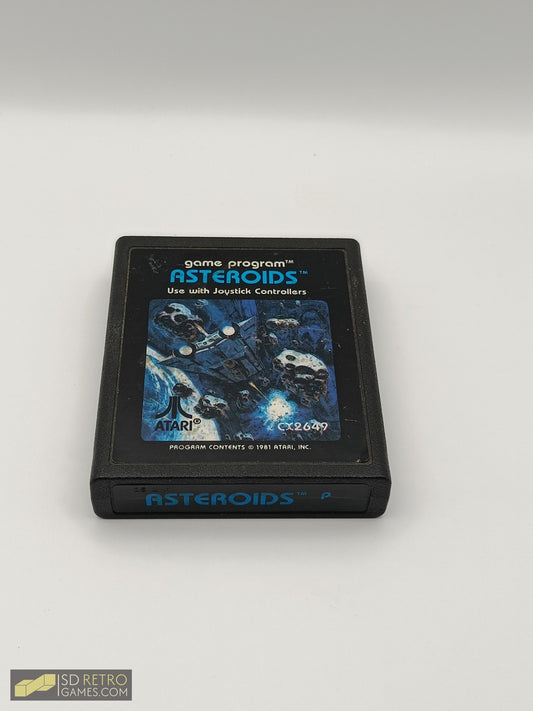 game program™
ASTEROIDS™
Use with Joystick Controllers
ATARI®
CX2649
PROGRAM CONTENTS © 1981 ATARI, INC.
ASTEROIDS™ P
SD RETRO
GAMES.COM